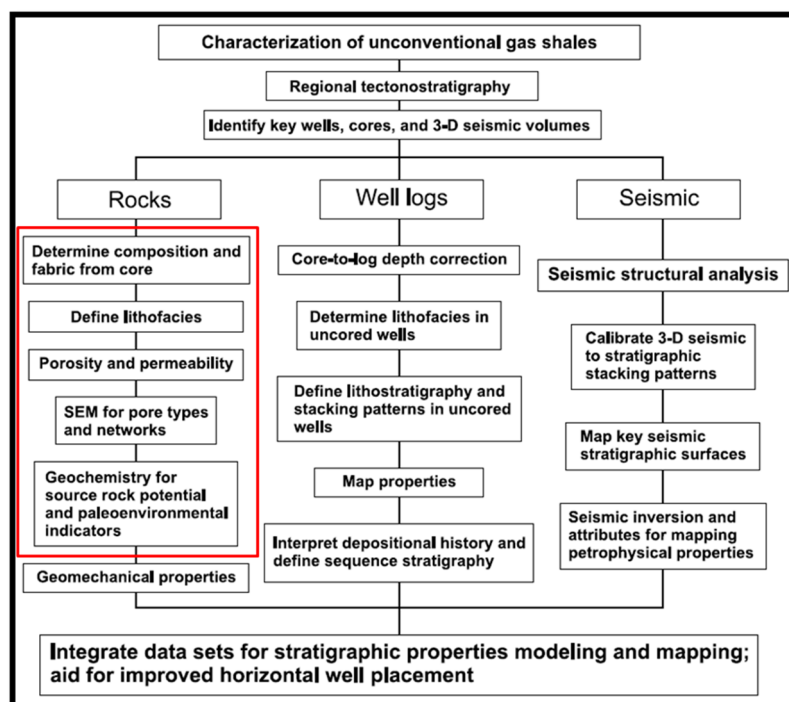 Characterization of unconventional gas shales
Regional tectonostratigraphy
Identify key wells, cores, and 3-D seismic volumes
Rocks
Determine composition and
fabric from core
Define lithofacies
Porosity and permeability
SEM for pore types
and networks
Geochemistry for
source rock potential
and paleoenvironmental
indicators
Geomechanical properties
Well logs
Core-to-log depth correction
Determine lithofacies in
uncored wells
Define lithostratigraphy and
stacking patterns in uncored
wells
Map properties
Interpret depositional history and
define sequence stratigraphy
Seismic
Seismic structural analysis
Calibrate 3-D seismic
to stratigraphic
stacking patterns
Map key seismic
stratigraphic surfaces
Seismic inversion and
attributes for mapping
petrophysical properties
Integrate data sets for stratigraphic properties modeling and mapping;
aid for improved horizontal well placement